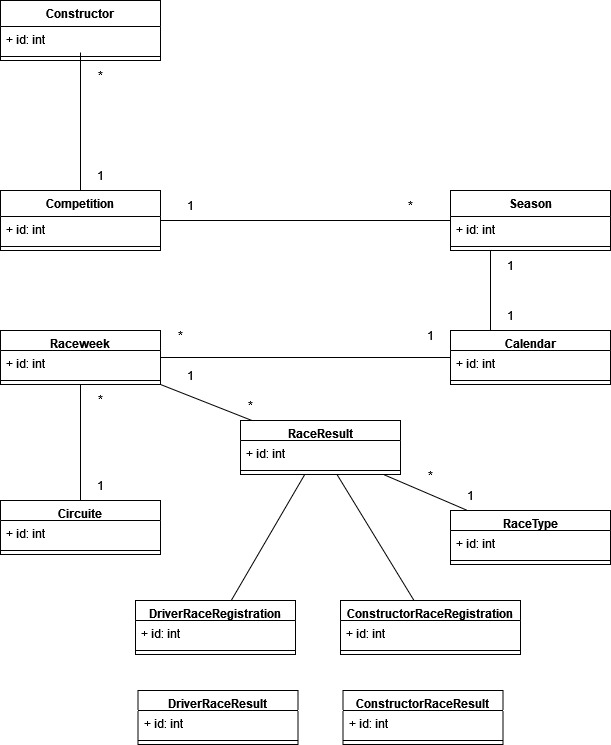 Constructor
+ id: int
*
1
Competition
+ id: int
1
*
Season
+ id: int
1
1
Raceweek
+ id: int
*
1
Calendar
+ id: int
1
*
*
1
RaceResult
+ id: int
*
1
Circuite
+ id: int
RaceType
+ id: int
DriverRaceRegistration
+ id: int
ConstructorRaceRegistration
+ id: int
DriverRaceResult
+ id: int
ConstructorRaceResult
+ id: int